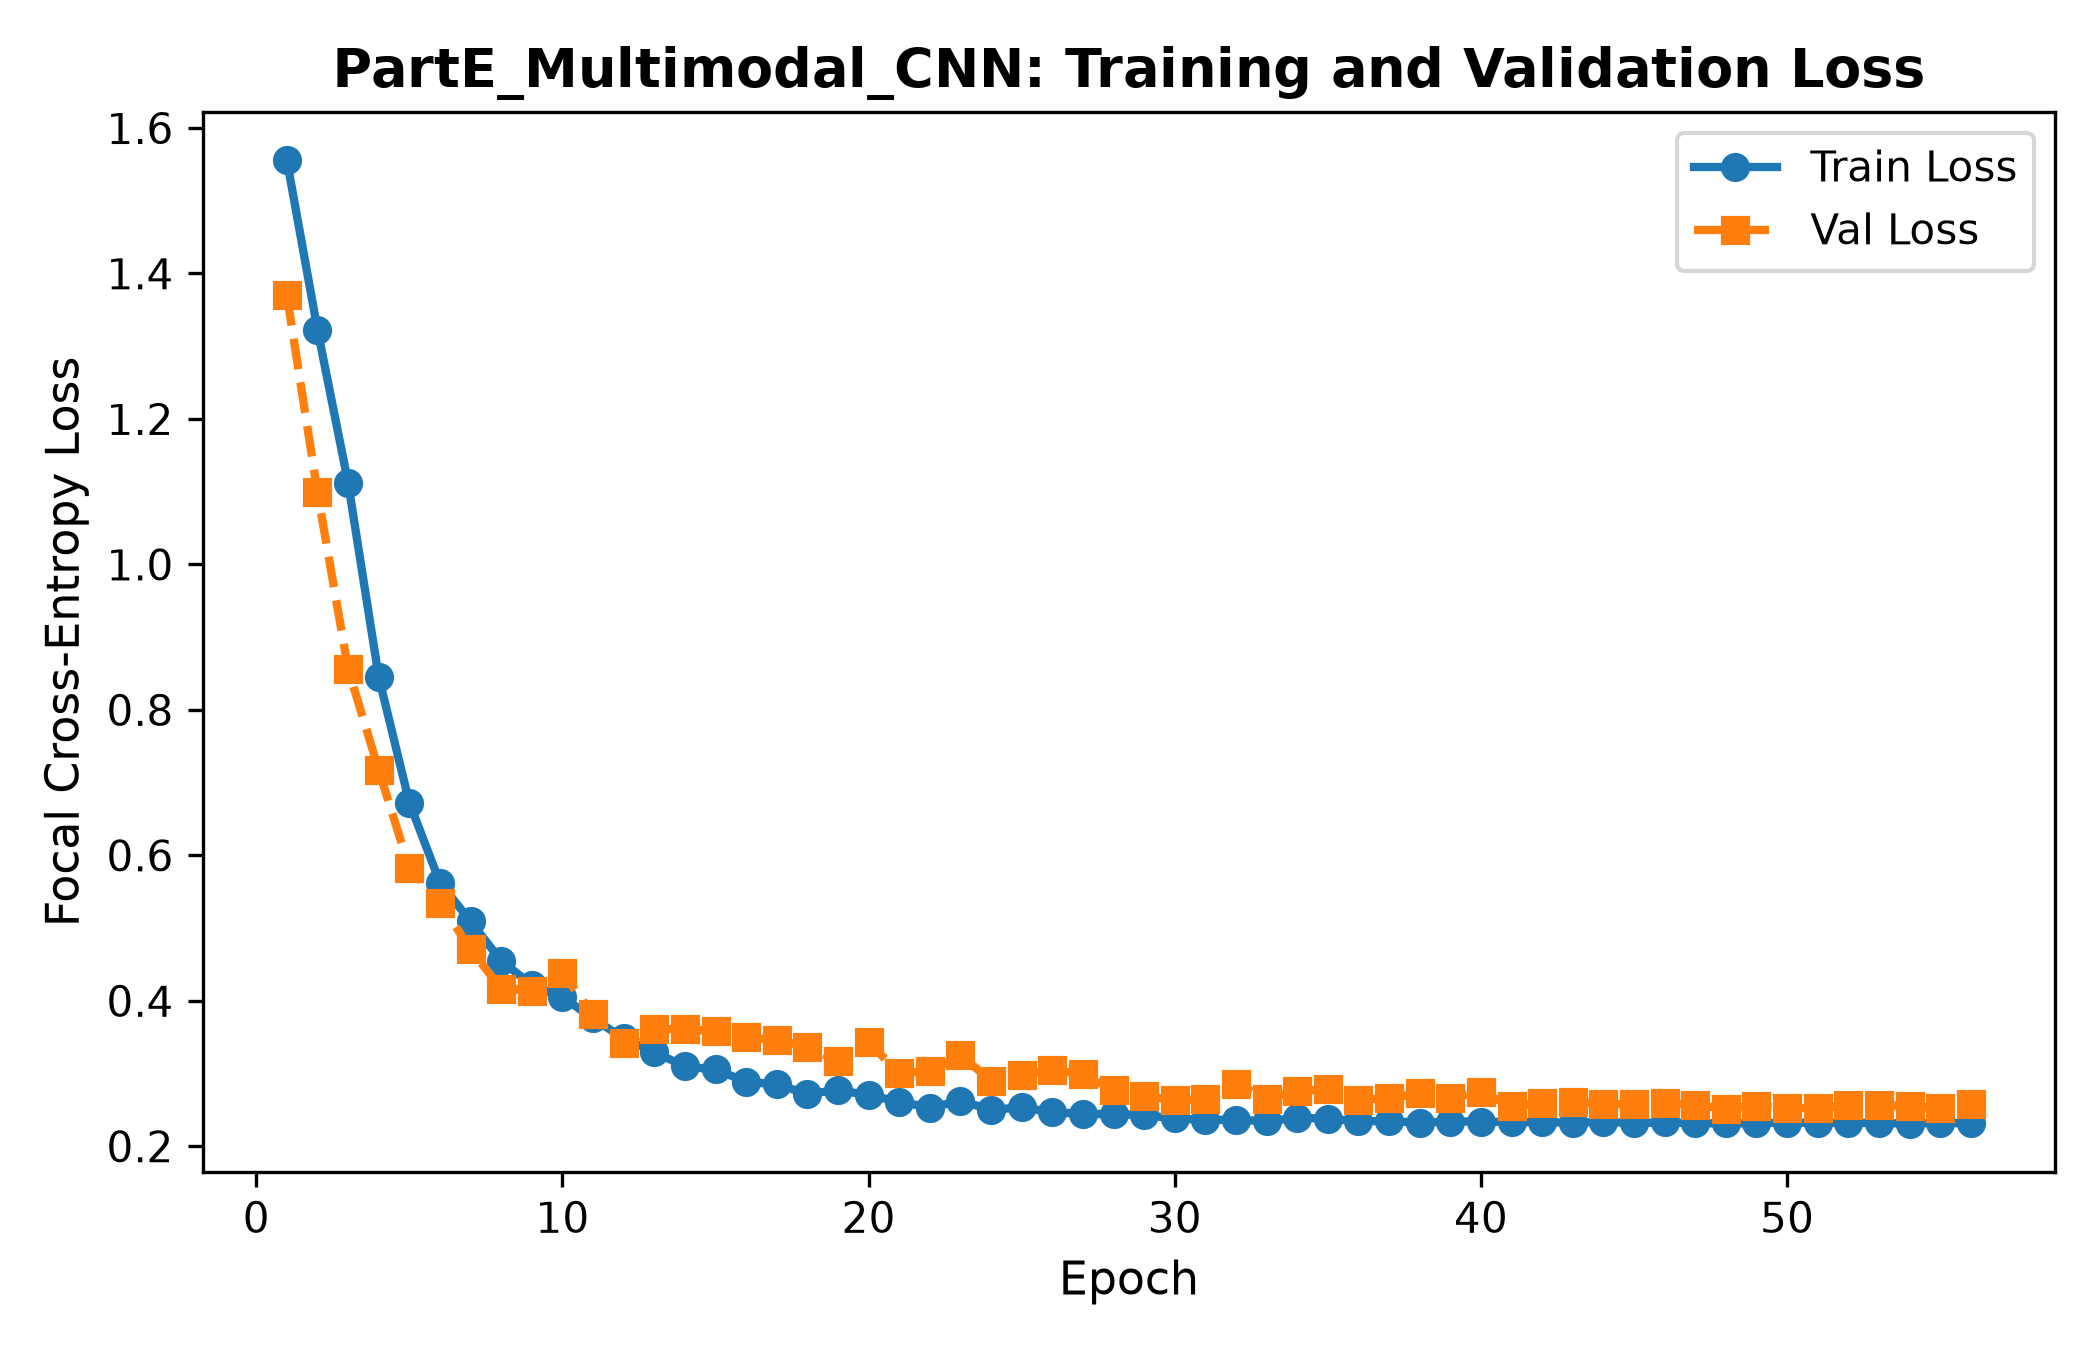 PartE_Multimodal_CNN: Training and Validation Loss
Train Loss
Val Loss
Focal Cross-Entropy Loss
1.6
1.4
1.2
1.0
0.8
0.6
0.4
0.2
0 10 20 30 40 50
Epoch